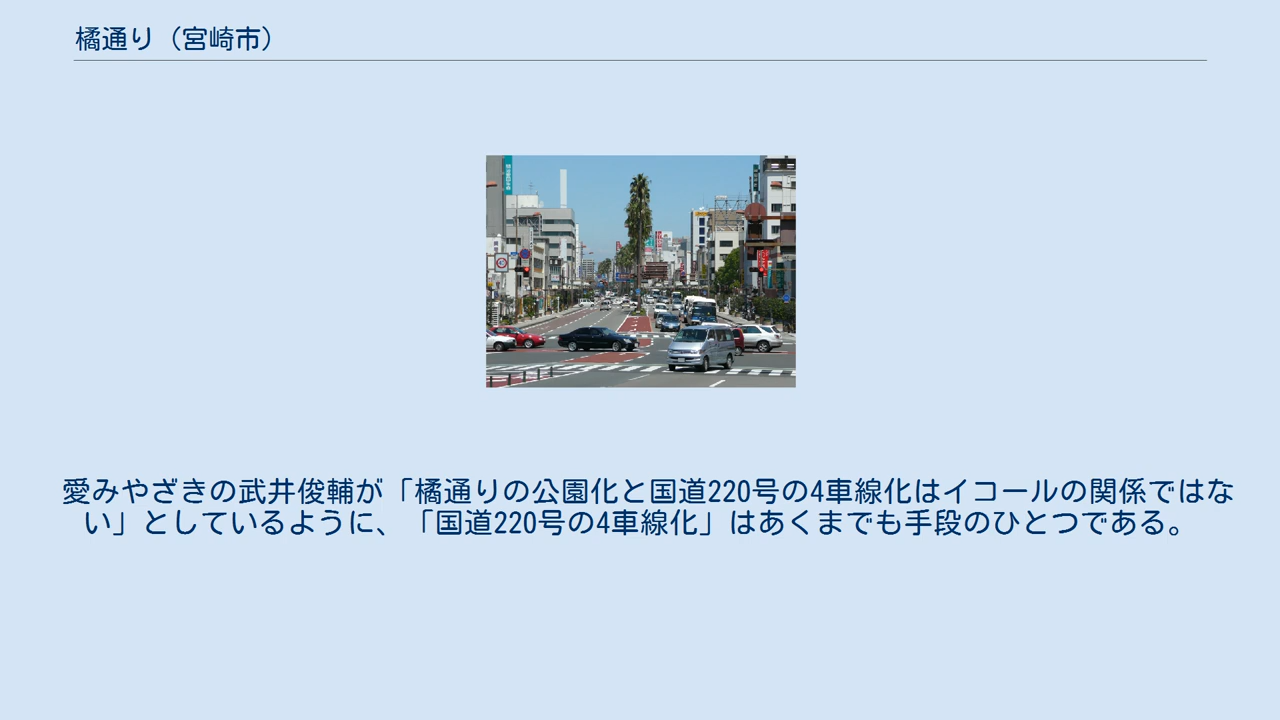 橘通り（宮崎市）
愛みやざきの武井俊輔が「橘通りの公園化と国道220号の4車線化はイコールの関係ではな
い」としているように、「国道220号の4車線化」はあくまでも手段のひとつである。